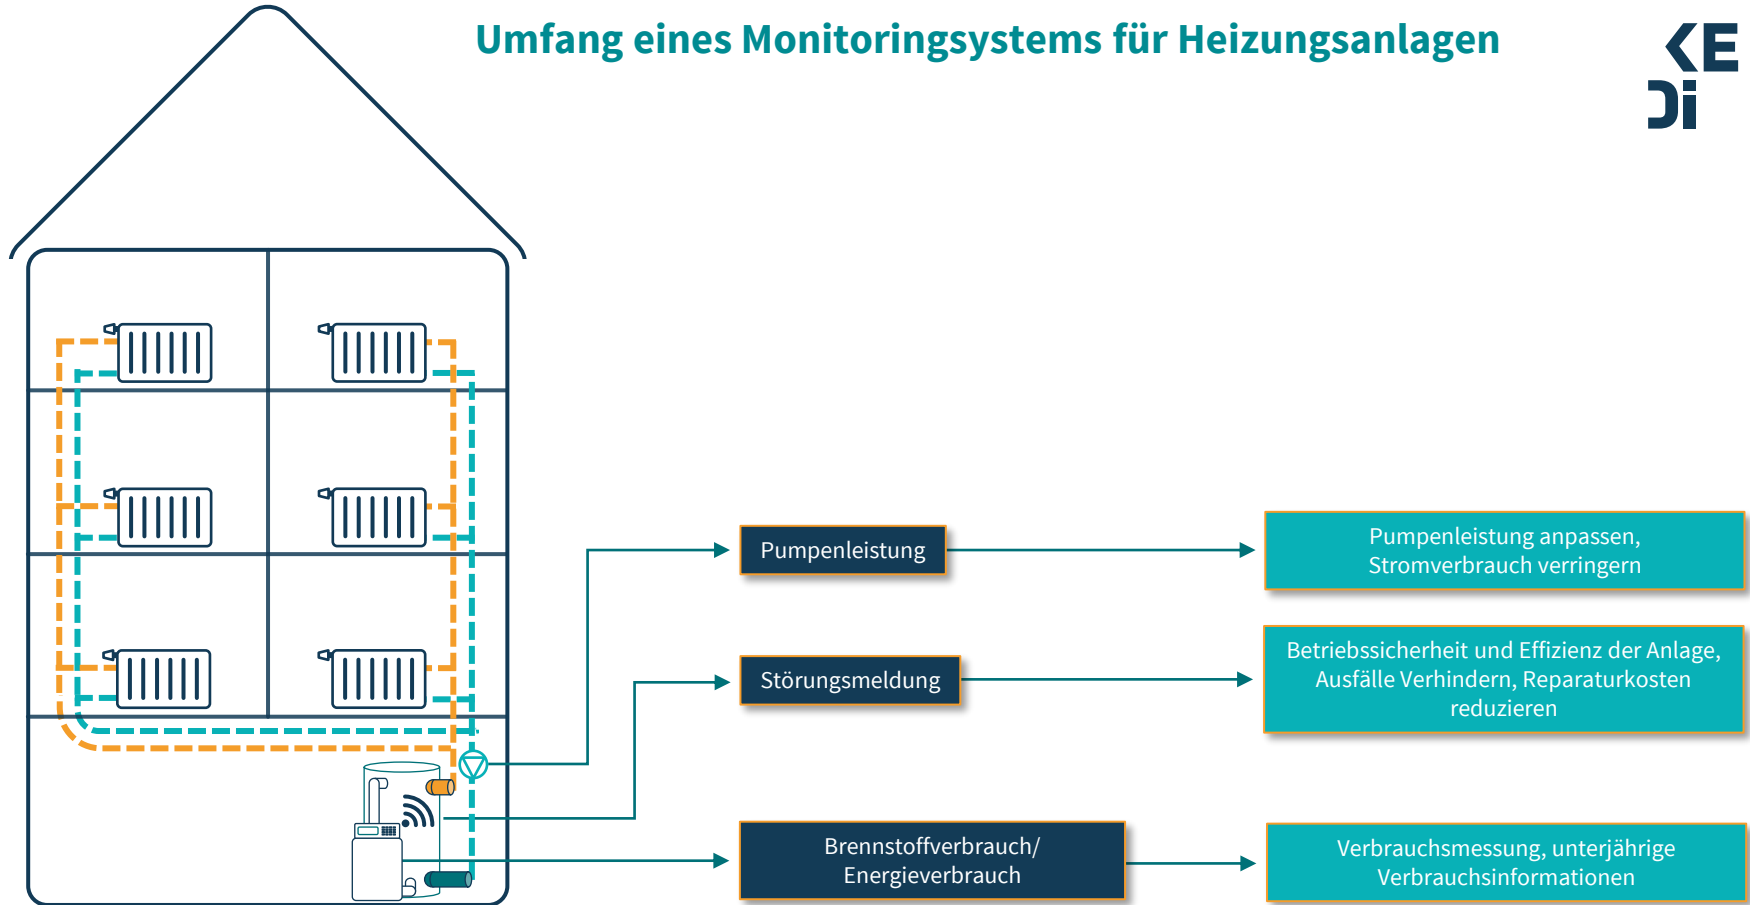 Umfang eines Monitoringsystems für Heizungsanlagen
KE
Di
Pumpenleistung
Pumpenleistung anpassen,
Stromverbrauch verringern
Störungsmeldung
Betriebssicherheit und Effizienz der Anlage,
Ausfälle Verhindern, Reparaturkosten
reduzieren
Brennstoffverbrauch/
Energieverbrauch
Verbrauchsmessung, unterjährige
Verbrauchsinformationen